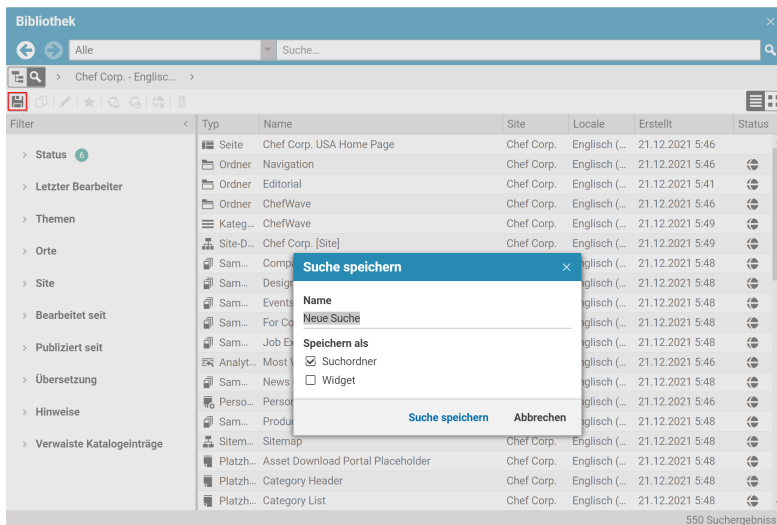 Bibliothek
Alle Suche...
Chef Corp. - Englisc...
Filter Typ Name Site Locale Erstellt Status
Status 6
Letzter Bearbeiter
Themen
Orte
Site
Bearbeitet seit
Publiziert seit
Übersetzung
Hinweise
Verwaiste Katalogeinträge
Seite Chef Corp. USA Home Page Chef Corp. Englisch (... 21.12.2021 5:46
Ordner Navigation Chef Corp. Englisch (... 21.12.2021 5:46
Ordner Editorial Chef Corp. Englisch (... 21.12.2021 5:41
Ordner ChefWave Chef Corp. Englisch (... 21.12.2021 5:46
Kateg... ChefWave Chef Corp. Englisch (... 21.12.2021 5:49
Site-D... Chef Corp. [Site] Chef Corp. Englisch (... 21.12.2021 5:49
Sam... Comp nglisch (... 21.12.2021 5:48
Sam... Desig nglisch (... 21.12.2021 5:48
Sam... Events nglisch (... 21.12.2021 5:48
Sam... For Co nglisch (... 21.12.2021 5:48
Sam... Job Ex nglisch (... 21.12.2021 5:48
Analyt... Most V nglisch (... 21.12.2021 5:46
Sam... News nglisch (... 21.12.2021 5:48
Perso... Person nglisch (... 21.12.2021 5:46
Sam... Produ nglisch (... 21.12.2021 5:48
Sitem... Sitemap Chef Corp. Englisch (... 21.12.2021 5:48
Platzh... Asset Download Portal Placeholder Chef Corp. Englisch (... 21.12.2021 5:48
Platzh... Category Header Chef Corp. Englisch (... 21.12.2021 5:48
Platzh... Category List Chef Corp. Englisch (... 21.12.2021 5:48
Suche speichern
Name
Neue Suche
Speichern als
Suchordner
Widget
Suche speichern Abbrechen
550 Suchergebniss